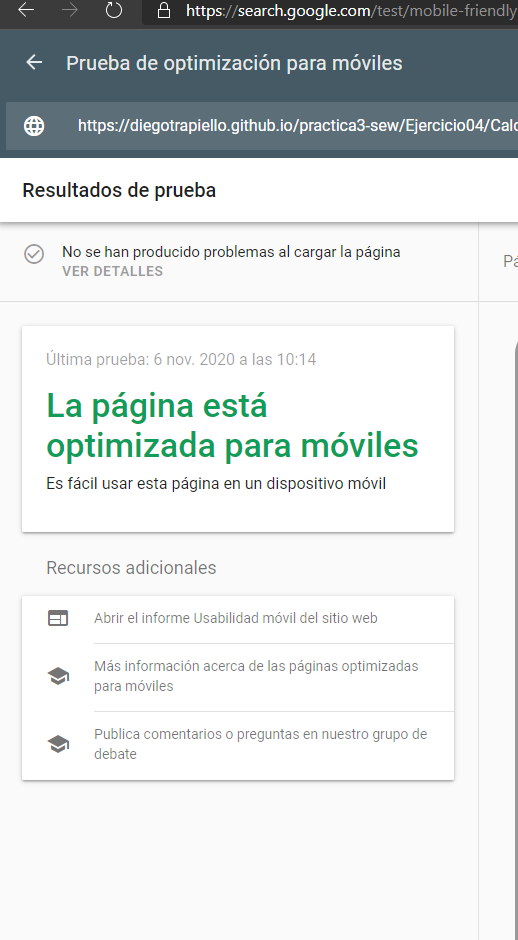 https://search.google.com/test/mobile-friendly
Prueba de optimización para móviles
https://diegotrapiello.github.io/practica3-sew/Ejercicio04/Calc
Resultados de prueba
No se han producido problemas al cargar la página
VER DETALLES
Pá
Última prueba: 6 nov. 2020 a las 10:14
La página está
optimizada para móviles
Es fácil usar esta página en un dispositivo móvil
Recursos adicionales
Abrir el informe Usabilidad móvil del sitio web
Más información acerca de las páginas optimizadas
para móviles
Publica comentarios o preguntas en nuestro grupo de
debate